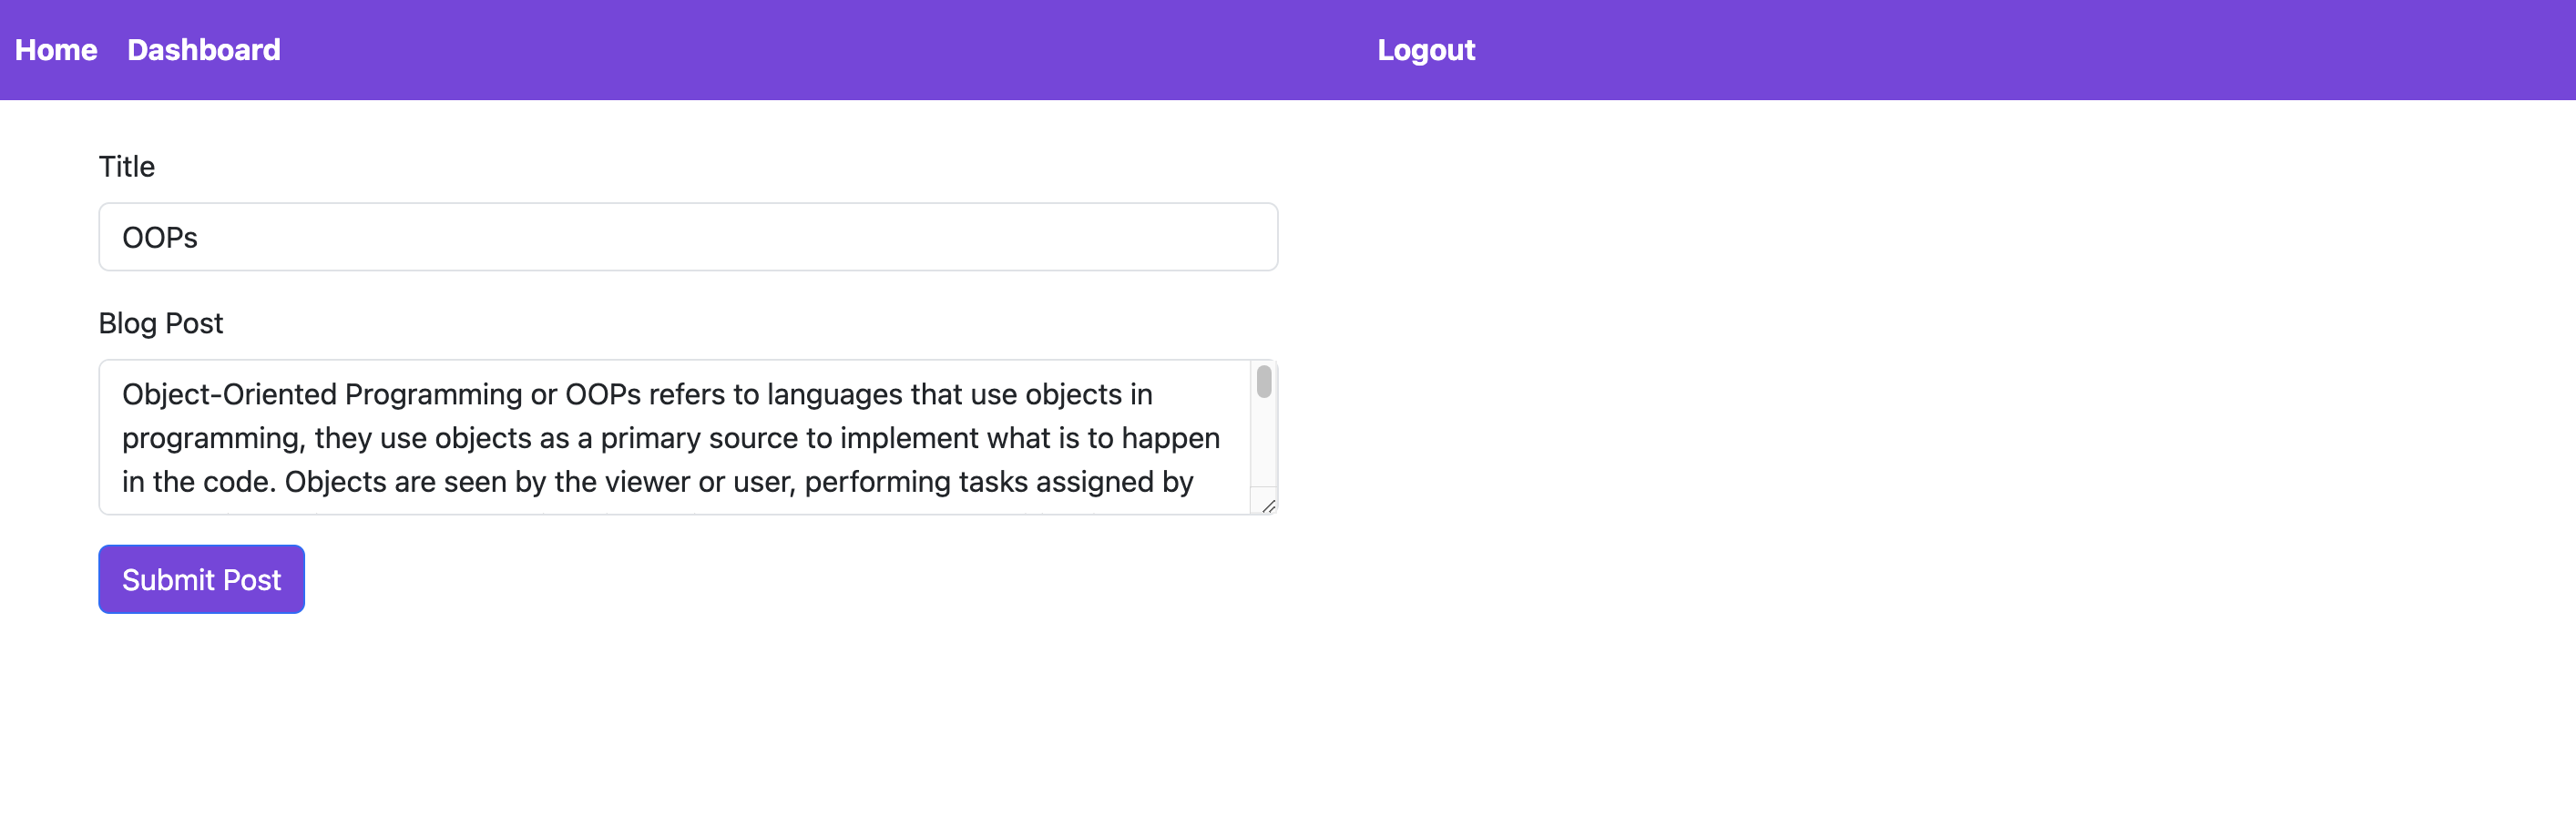 Home Dashboard Logout
Title
OOPs
Blog Post
Object-Oriented Programming or OOPs refers to languages that use objects in
programming, they use objects as a primary source to implement what is to happen
in the code. Objects are seen by the viewer or user, performing tasks assigned by
Submit Post